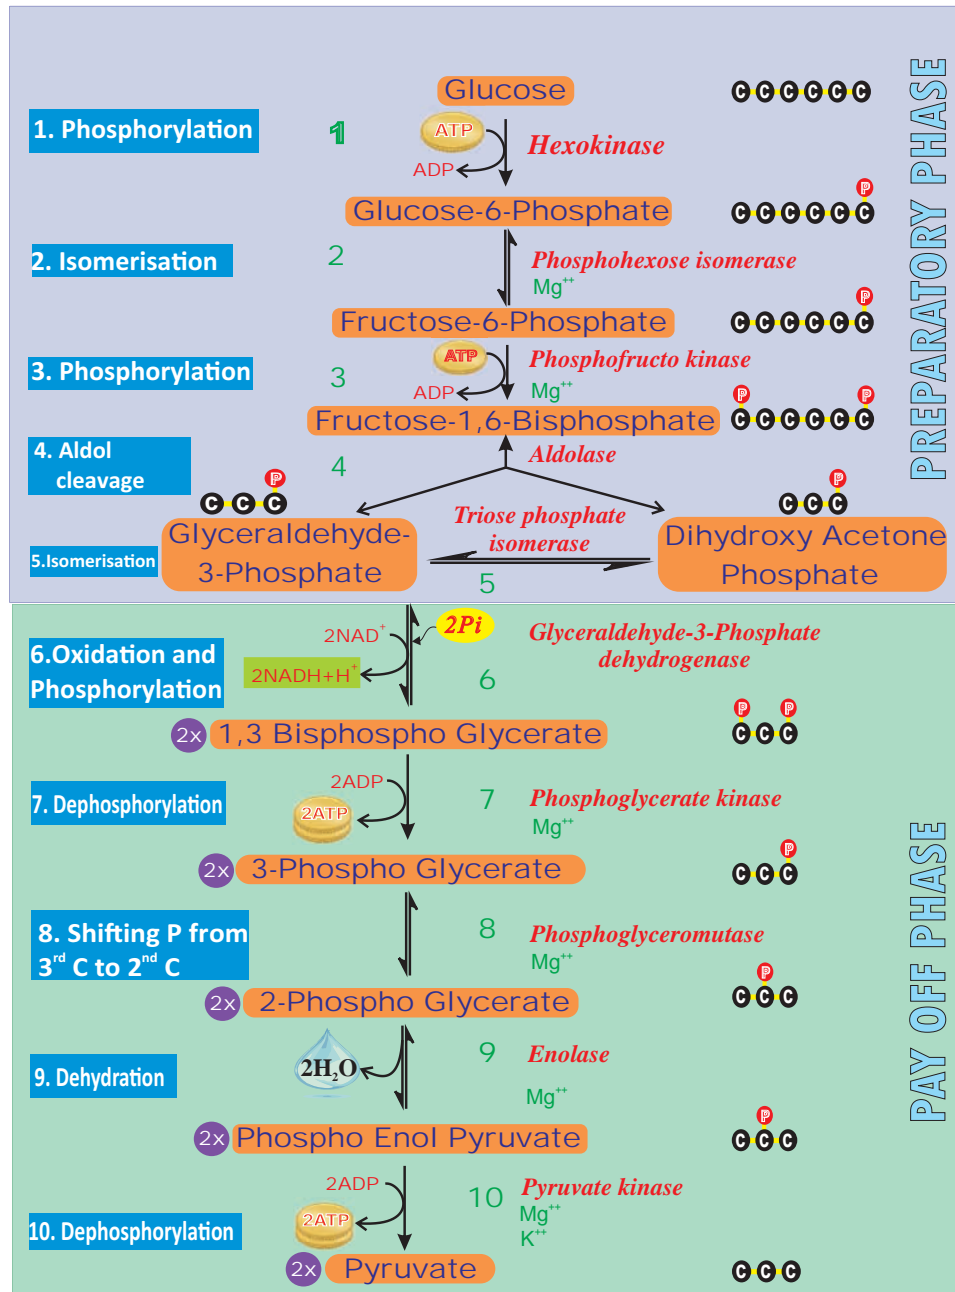 PREPARATORY PHASE
Glucose
C C C C C C
1. Phosphorylation
1
ATP
ADP
Hexokinase
P
Glucose-6-Phosphate
C C C C C C
2. Isomerisation
2
Phosphohexose isomerase
Mg++
P
Fructose-6-Phosphate
C C C C C C
3. Phosphorylation
3
ATP
ADP
Phosphofructo kinase
Mg++
P P
Fructose-1,6-Bisphosphate
C C C C C C
4. Aldol
cleavage
4
Aldolase
P
C C C
P
C C C
Glyceraldehyde-
3-Phosphate
Triose phosphate
isomerase
Dihydroxy Acetone
Phosphate
5.Isomerisation
5
PAY OFF PHASE
6.Oxidation and
Phosphorylation
2NAD+
2Pi
2NADH+H+
6
Glyceraldehyde-3-Phosphate
dehydrogenase
P P
2x 1,3 Bisphospho Glycerate
C C C
7. Dephosphorylation
2ADP
2ATP
7
Phosphoglycerate kinase
Mg++
P
2x 3-Phospho Glycerate
C C C
8. Shifting P from
3rd C to 2nd C
8
Phosphoglyceromutase
Mg++
P
2x 2-Phospho Glycerate
C C C
9. Dehydration
2H2O
9
Enolase
Mg++
P
2x Phospho Enol Pyruvate
C C C
10. Dephosphorylation
2ADP
2ATP
10
Pyruvate kinase
Mg++
K++
2x Pyruvate
C C C